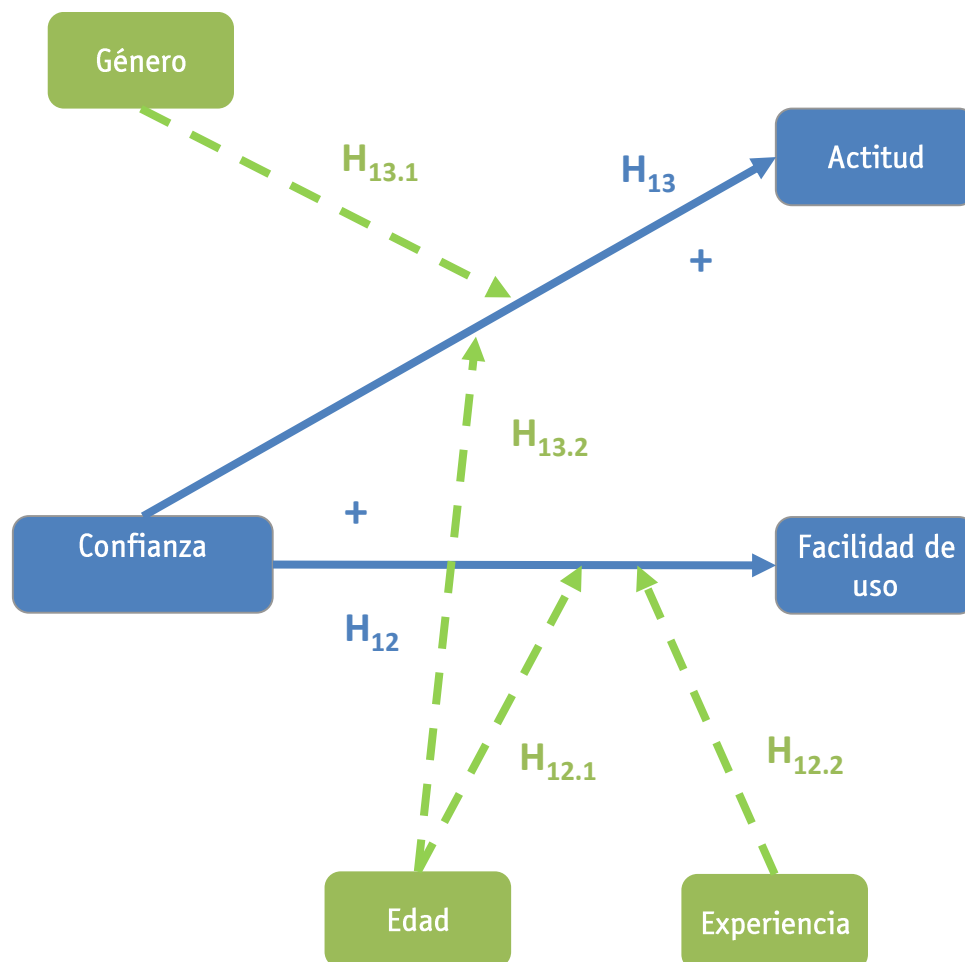 Género
H13.1
H13
Actitud
+
H13.2
+
Confianza
Facilidad de
uso
H12
H12.1
H12.2
Edad
Experiencia